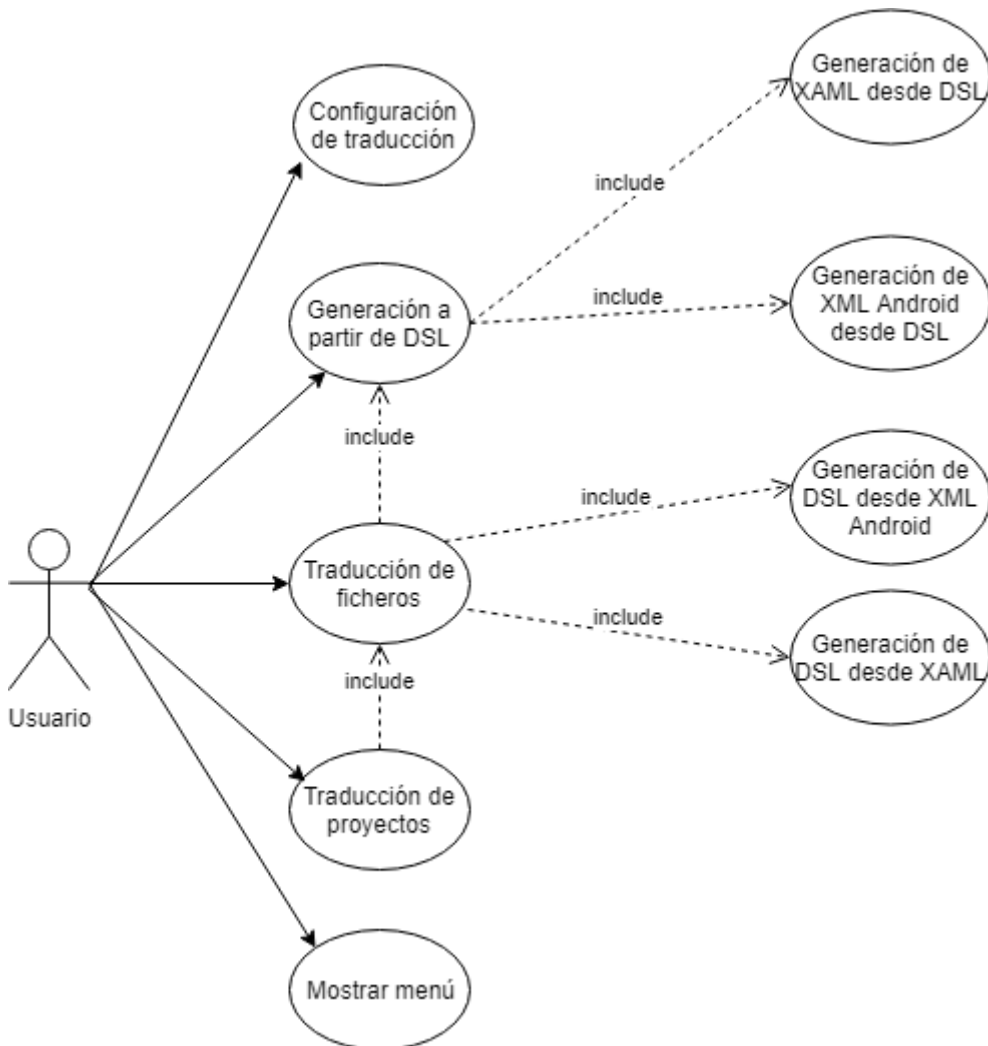 Generación de
XAML desde DSL
Configuración
de traducción
include
Generación a
partir de DSL
include
Generación de
XML Android
desde DSL
include
Generación de
DSL desde XML
Android
include
Traducción de
ficheros
include
Generación de
DSL desde XAML
include
Usuario
Traducción de
proyectos
Mostrar menú